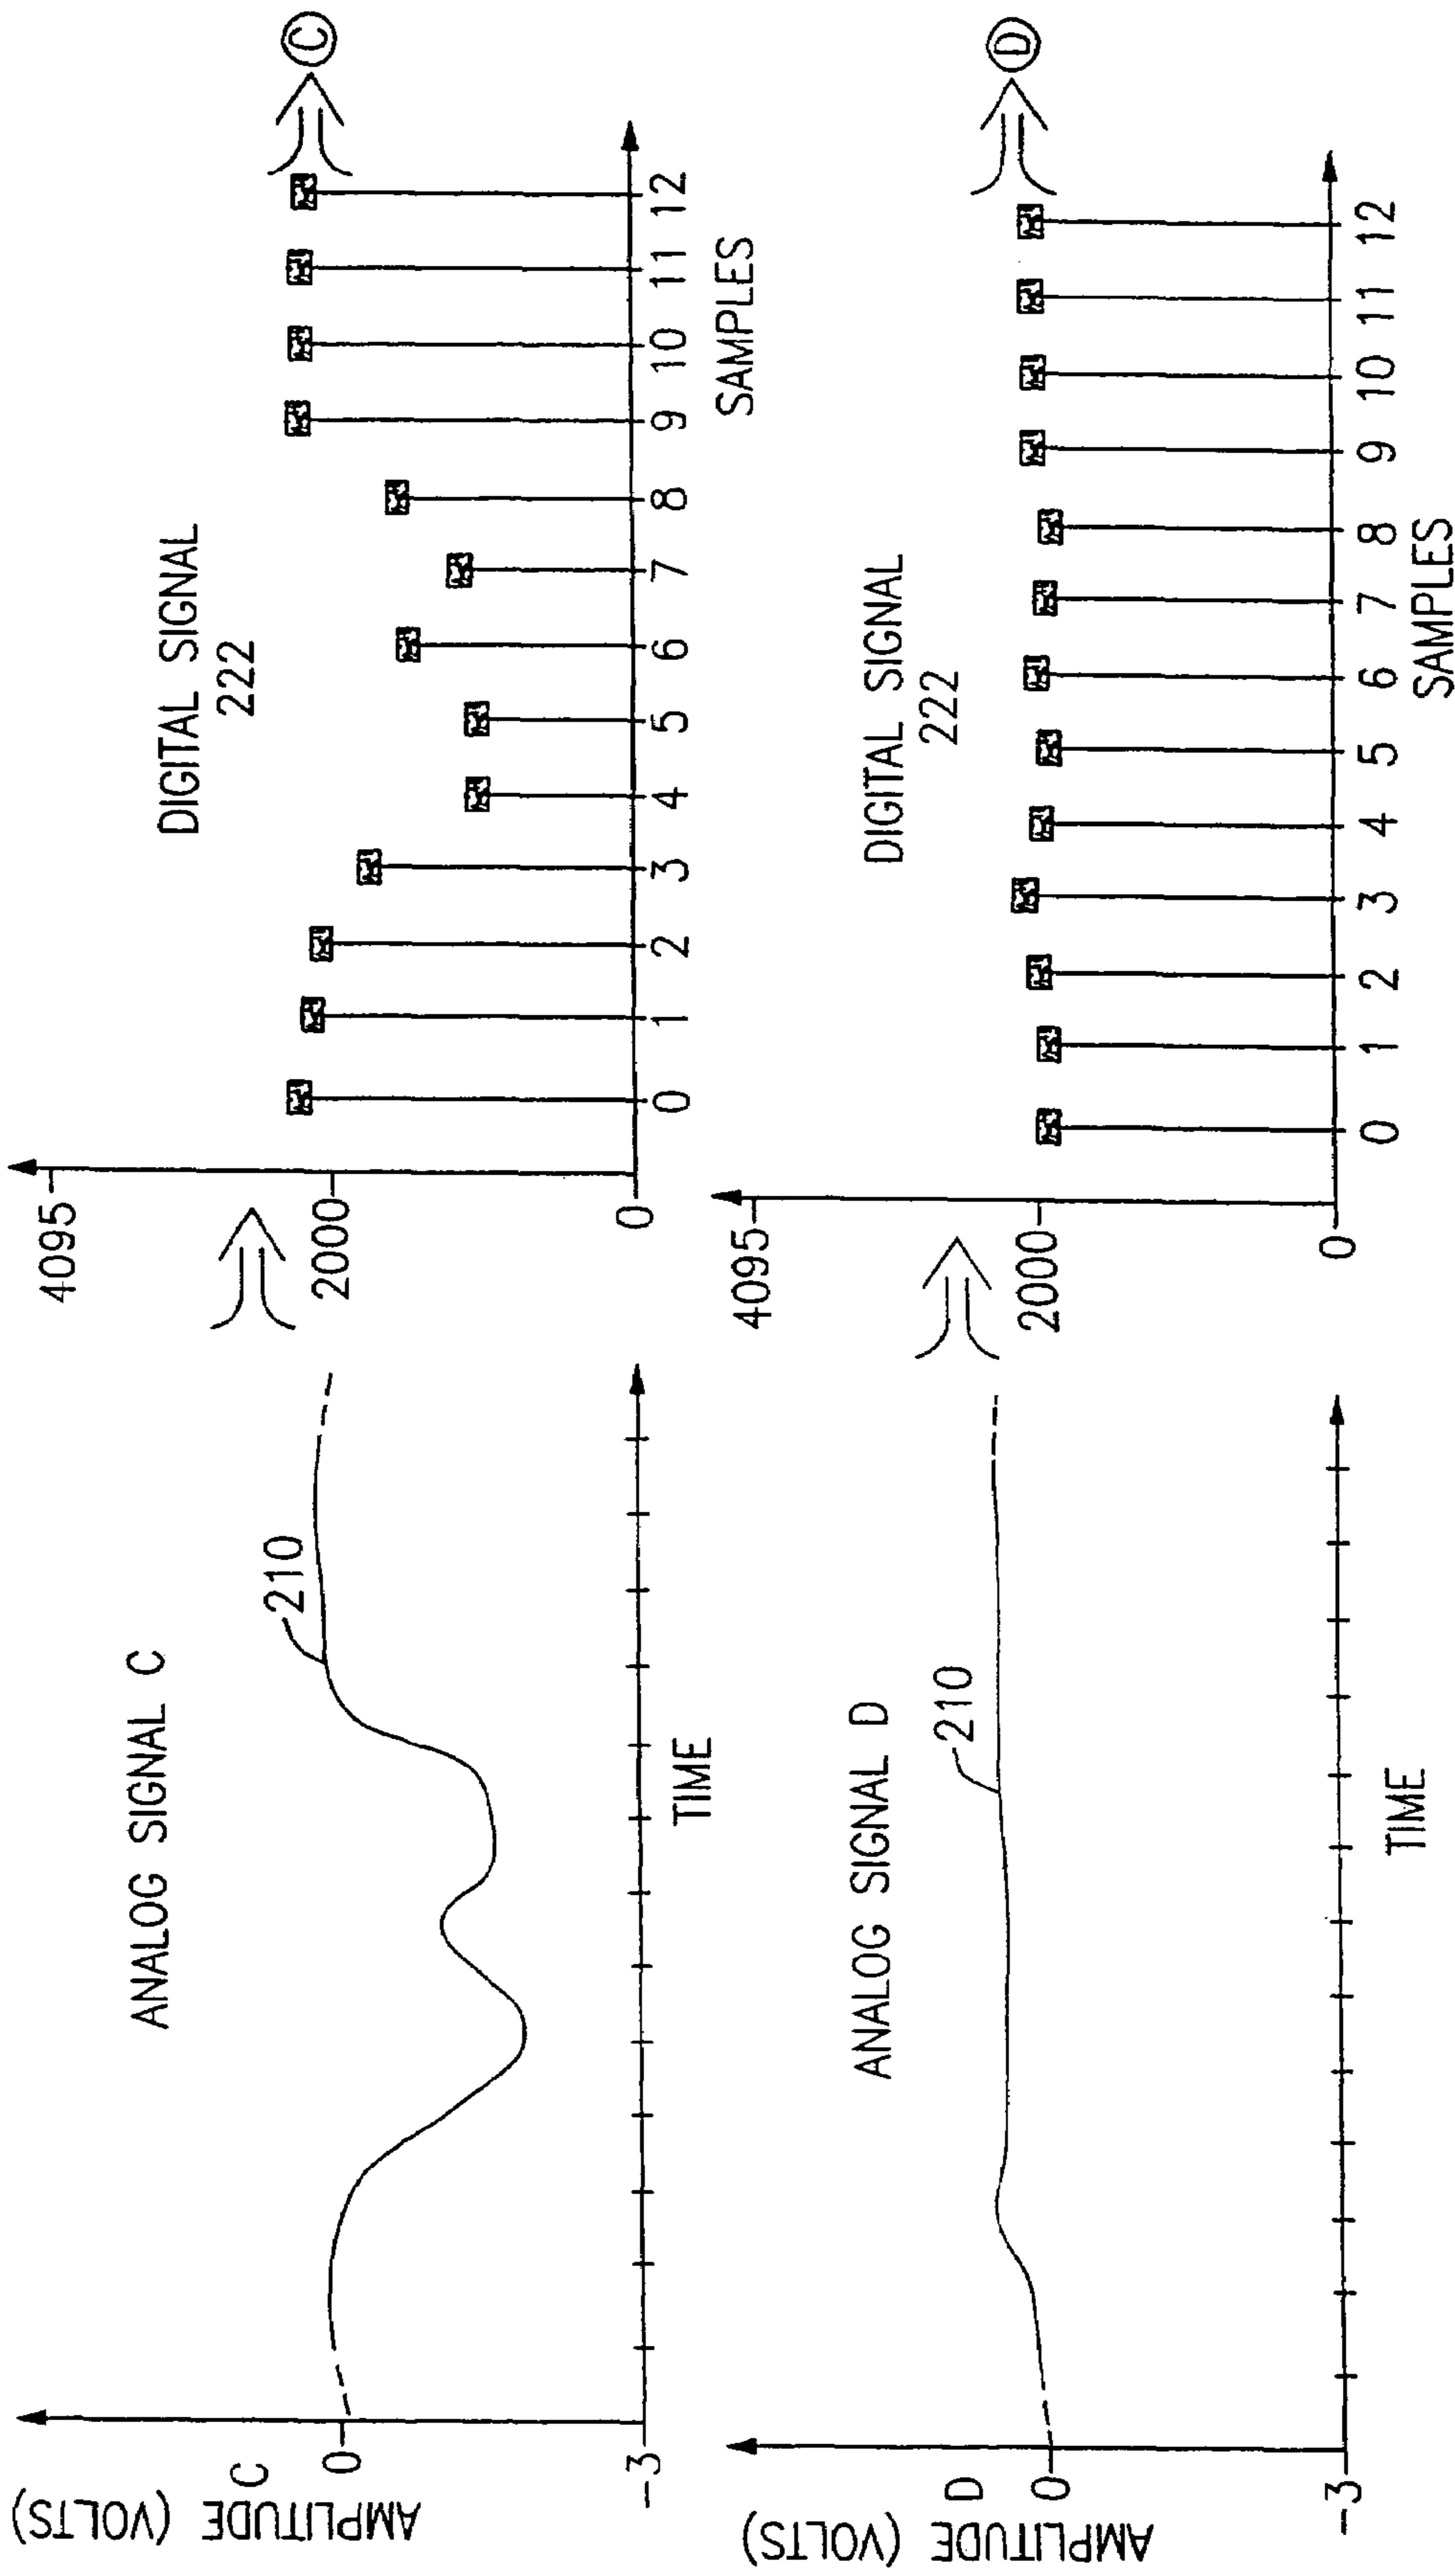 ANALOG SIGNAL C
210
AMPLITUDE (VOLTS)
C
0
-3
TIME
DIGITAL SIGNAL
222
4095
2000
0
0 1 2 3 4 5 6 7 8 9 10 11 12
SAMPLES
C
ANALOG SIGNAL D
210
AMPLITUDE (VOLTS)
D
0
-3
TIME
DIGITAL SIGNAL
222
4095
2000
0
0 1 2 3 4 5 6 7 8 9 10 11 12
SAMPLES
D